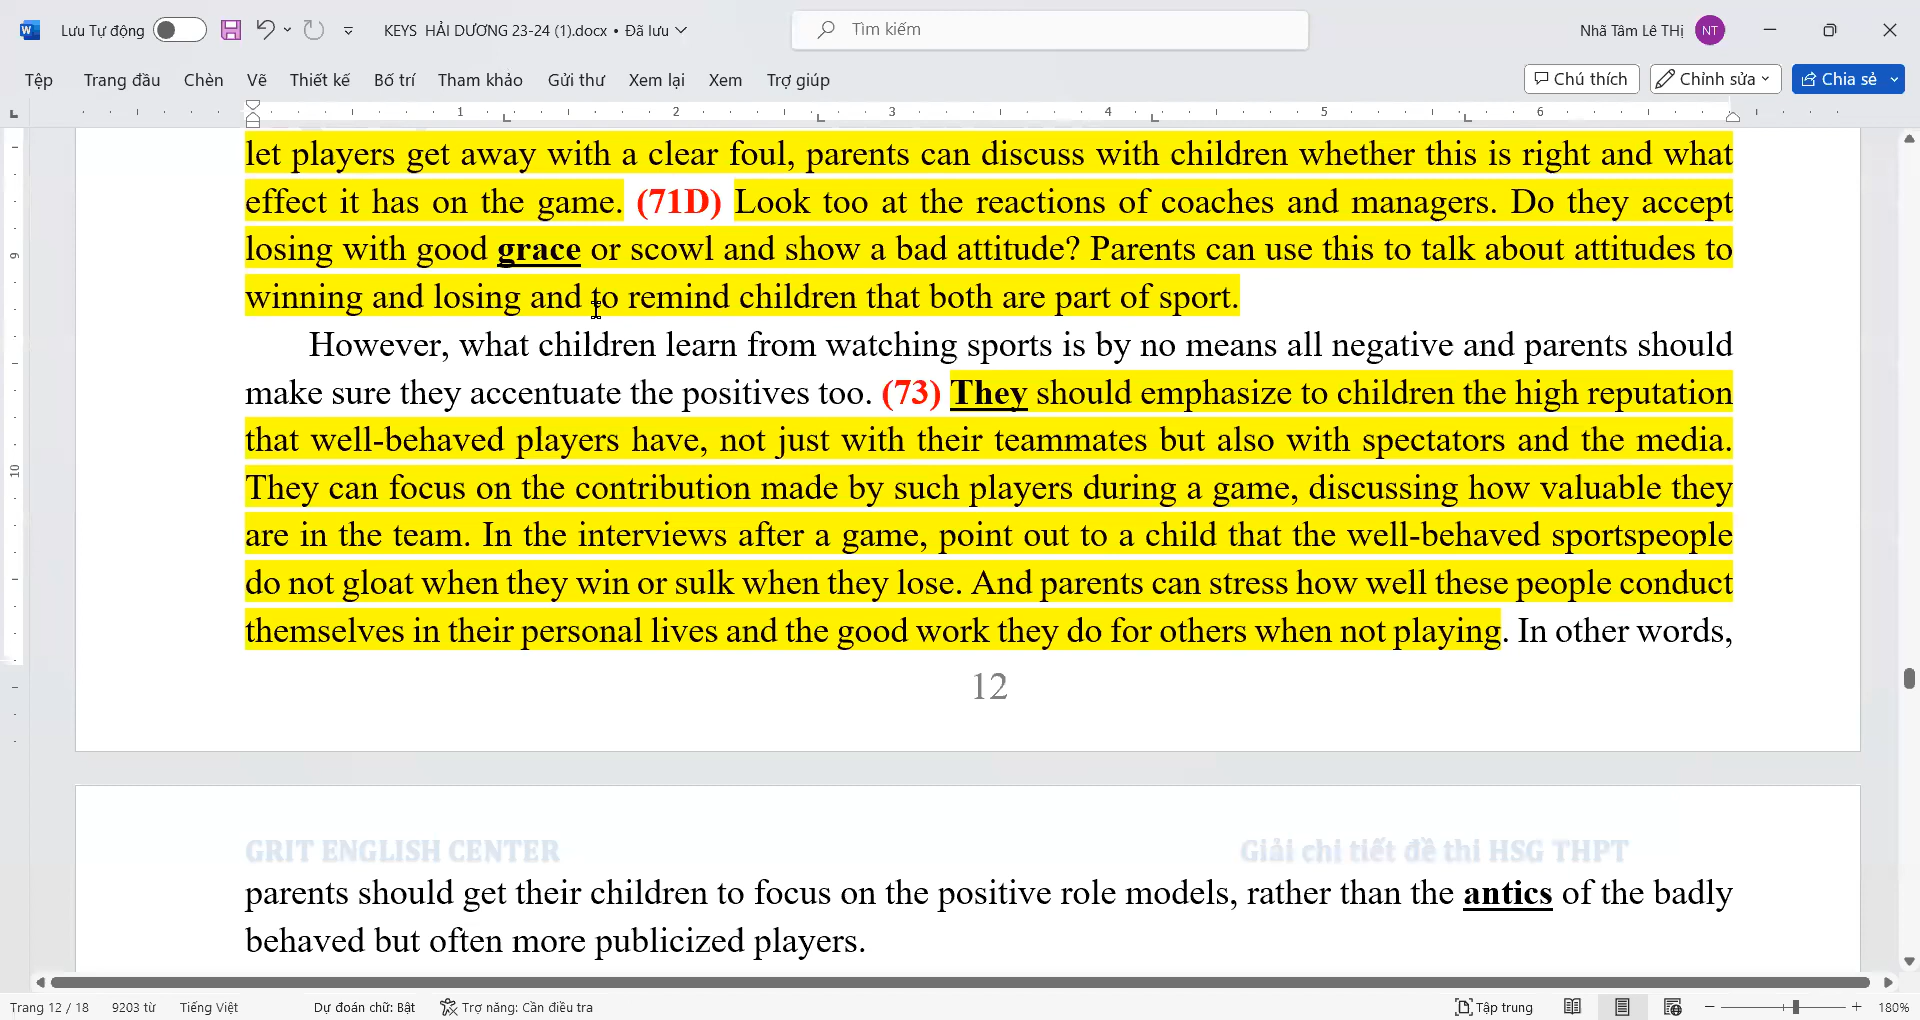 Lưu Tự động
KEYS HẢI DƯƠNG 23-24 (1).docx • Đã lưu
Tìm kiếm
Nhã Tâm Lê THị
NT
Tệp Trang đầu Chèn Vẽ Thiết kế Bố trí Tham khảo Gửi thư Xem lại Xem Trợ giúp
Chú thích
Chỉnh sửa
Chia sẻ
1 2 3 4 5 6
9
10
let players get away with a clear foul, parents can discuss with children whether this is right and what
effect it has on the game. (71D) Look too at the reactions of coaches and managers. Do they accept
losing with good grace or scowl and show a bad attitude? Parents can use this to talk about attitudes to
winning and losing and to remind children that both are part of sport.
However, what children learn from watching sports is by no means all negative and parents should
make sure they accentuate the positives too. (73) They should emphasize to children the high reputation
that well-behaved players have, not just with their teammates but also with spectators and the media.
They can focus on the contribution made by such players during a game, discussing how valuable they
are in the team. In the interviews after a game, point out to a child that the well-behaved sportspeople
do not gloat when they win or sulk when they lose. And parents can stress how well these people conduct
themselves in their personal lives and the good work they do for others when not playing. In other words,
12
GRIT ENGLISH CENTER Giải chi tiết đề thi HSG THPT
parents should get their children to focus on the positive role models, rather than the antics of the badly
behaved but often more publicized players.
Trang 12 / 18 9203 từ Tiếng Việt Dự đoán chữ: Bật Trợ năng: Cần điều tra Tập trung 180%